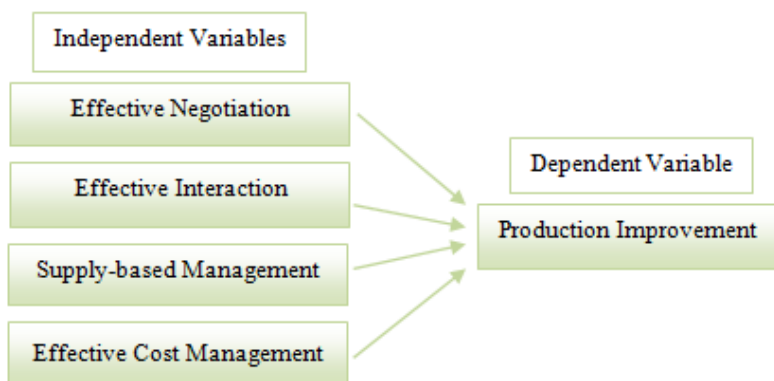 Independent Variables
Effective Negotiation
Effective Interaction
Supply-based Management
Effective Cost Management
Dependent Variable
Production Improvement